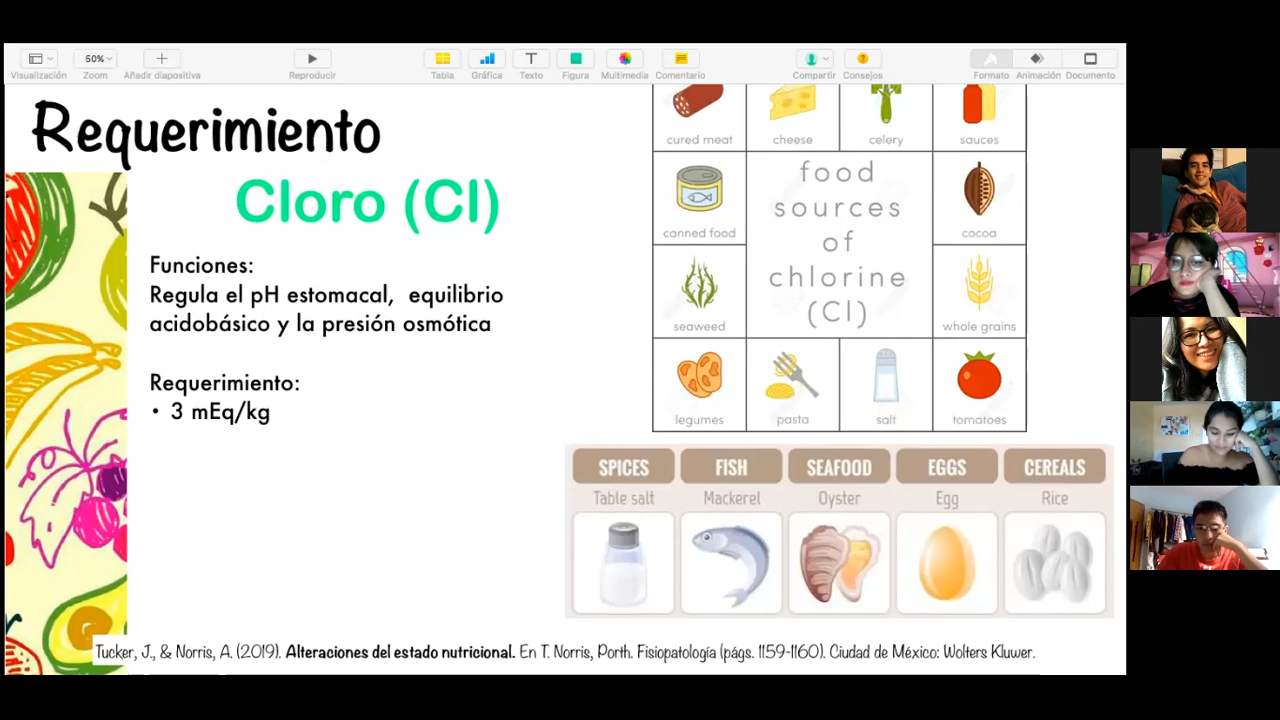 50%
Visualización Zoom Añadir diapositiva Reproducir Tabla Gráfica Texto Figura Multimedia Comentario Compartir Consejos Formato Animación Documento
Requerimiento
Cloro (Cl)
Funciones:
Regula el pH estomacal, equilibrio
acidobásico y la presión osmótica
Requerimiento:
• 3 mEq/kg
cured meat cheese celery sauces
canned food
food
sources
of
chlorine
(Cl)
cocoa
seaweed
whole grains
legumes pasta salt tomatoes
SPICES FISH SEAFOOD EGGS CEREALS
Table salt Mackerel Oyster Egg Rice
Tucker, J., & Norris, A. (2019). Alteraciones del estado nutricional. En T. Norris, Porth. Fisiopatología (págs. 1159-1160). Ciudad de México: Wolters Kluwer.